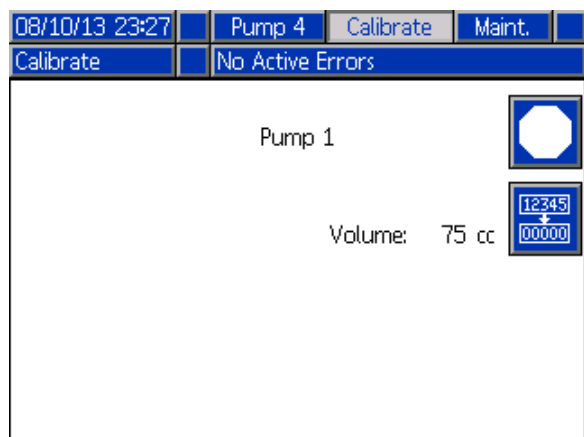 08/10/13 23:27 Pump 4 Calibrate Maint.
Calibrate No Active Errors
Pump 1
12345
Volume: 75 cc 00000